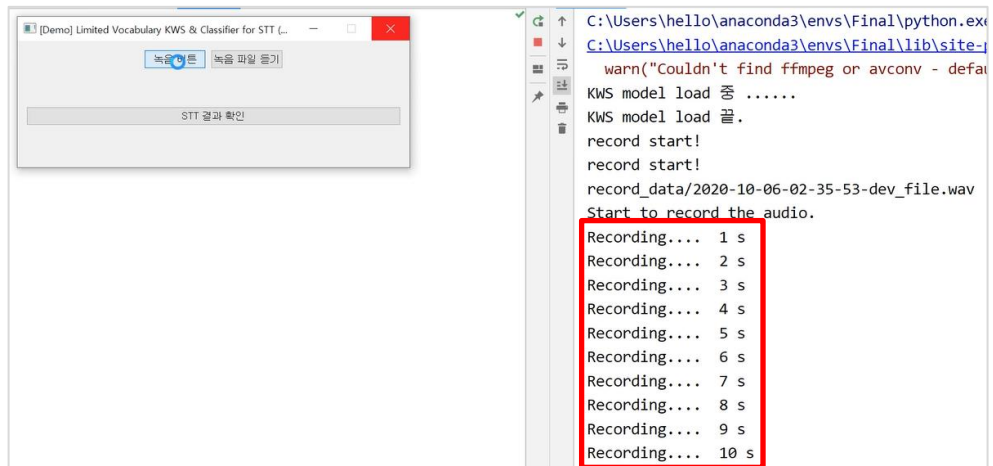 [Demo] Limited Vocabulary KWS & Classifier for STT (...
녹음 버튼 녹음 파일 듣기
STT 결과 확인
C:\Users\hello\anaconda3\envs\Final\python.exe
C:\Users\hello\anaconda3\envs\Final\lib\site-p
warn("Couldn't find ffmpeg or avconv - defau
KWS model load 중 ......
KWS model load 끝.
record start!
record start!
record_data/2020-10-06-02-35-53-dev_file.wav
Start to record the audio.
Recording.... 1 s
Recording.... 2 s
Recording.... 3 s
Recording.... 4 s
Recording.... 5 s
Recording.... 6 s
Recording.... 7 s
Recording.... 8 s
Recording.... 9 s
Recording.... 10 s